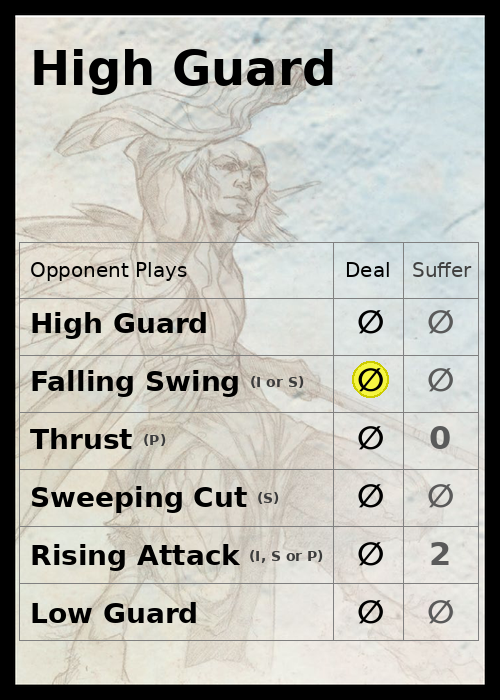 High Guard
Opponent Plays Deal Suffer
High Guard ∅ ∅
Falling Swing (I or S) ∅ ∅
Thrust (P) ∅ 0
Sweeping Cut (S) ∅ ∅
Rising Attack (I, S or P) ∅ 2
Low Guard ∅ ∅